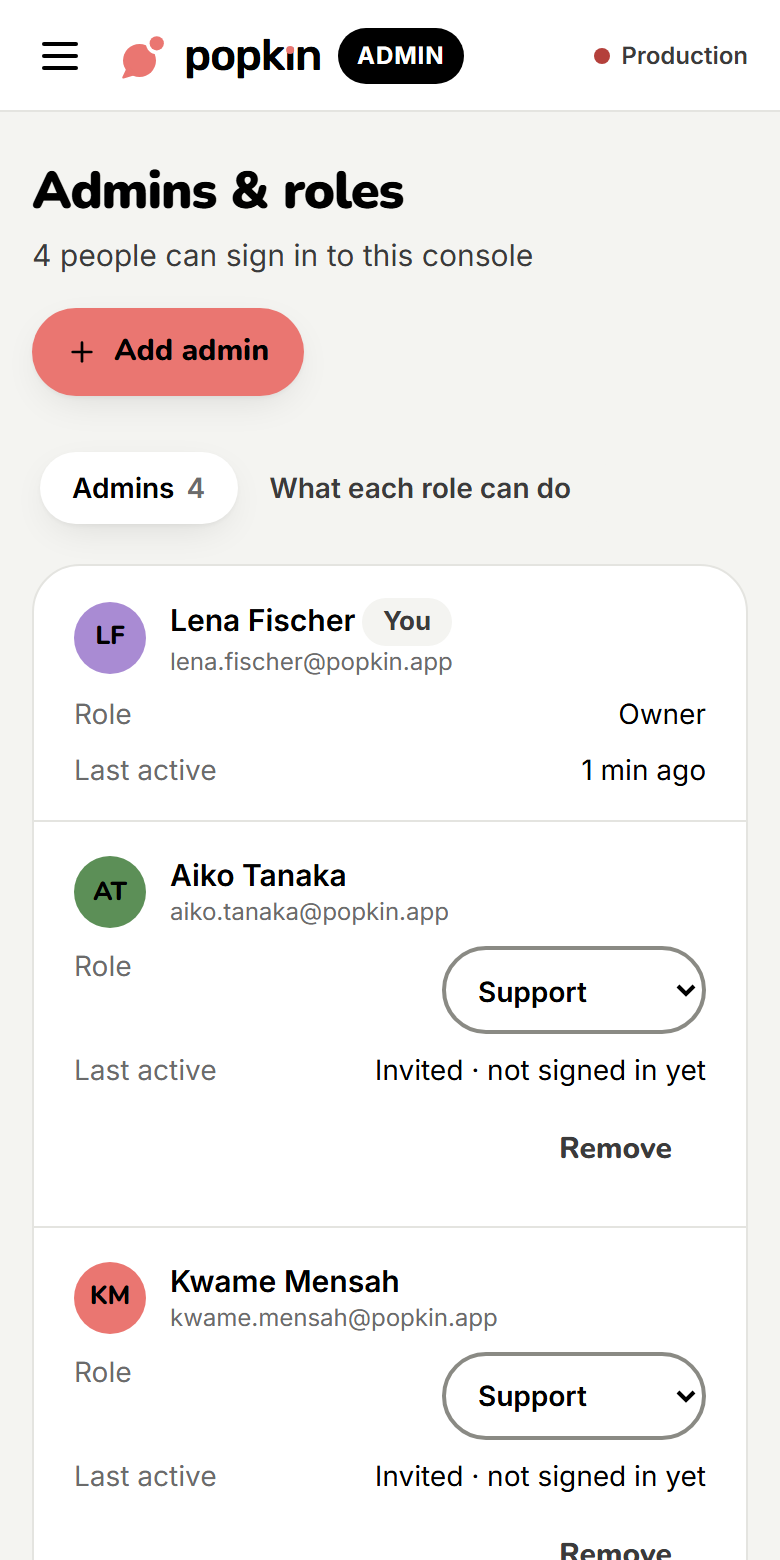 popkin ADMIN Production
Admins & roles
4 people can sign in to this console
+ Add admin
Admins 4 What each role can do
LF Lena Fischer You
lena.fischer@popkin.app
Role Owner
Last active 1 min ago
AT Aiko Tanaka
aiko.tanaka@popkin.app
Role Support
Last active Invited · not signed in yet
Remove
KM Kwame Mensah
kwame.mensah@popkin.app
Role Support
Last active Invited · not signed in yet
Remove